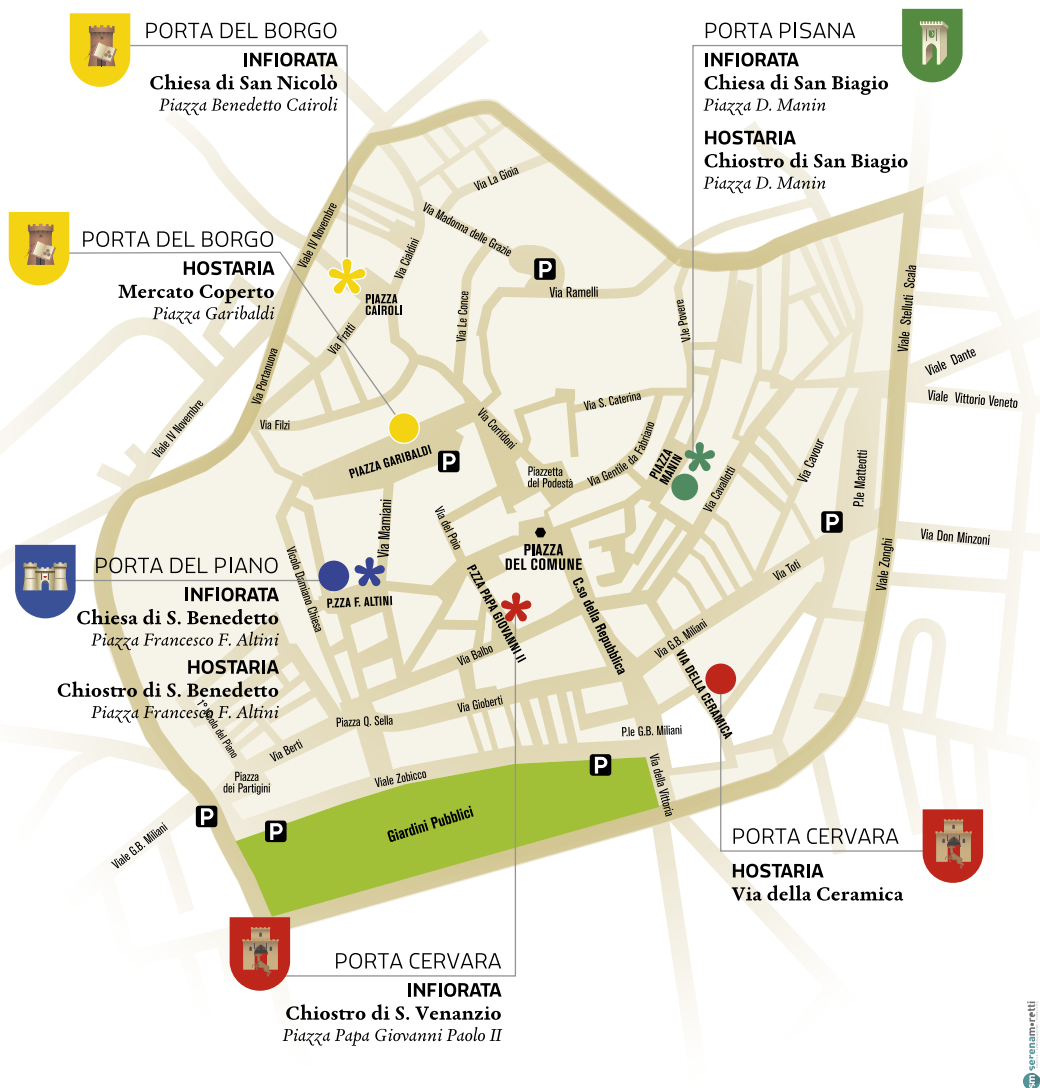 PORTA DEL BORGO
INFIORATA
Chiesa di San Nicolò
Piazza Benedetto Cairoli
PORTA PISANA
INFIORATA
Chiesa di San Biagio
Piazza D. Manin
HOSTARIA
Chiostro di San Biagio
Piazza D. Manin
PORTA DEL BORGO
HOSTARIA
Mercato Coperto
Piazza Garibaldi
Via La Gioia
Via Madonna delle Grazie
Viale IV Novembre
Via Cialdini
P
Via Ramelli
PIAZZA
CAIROLI
Via Le Conce
V.le Povere
Viale Stelluti Scala
Via Fratti
Via Portanuova
Viale Dante
Viale Vittorio Veneto
Viale IV Novembre
Via Filzi
Via S. Caterina
Via Corridoni
PIAZZA GARIBALDI
P
Via Gentile da Fabriano
PIAZZA
MANIN
Via Cavour
P.le Matteotti
Piazzetta
del Podestà
Via Cavallotti
P
Via Mamiani
Via del Poio
PIAZZA
DEL COMUNE
Via Don Minzoni
Viale Zonghi
Via Toti
PORTA DEL PIANO
INFIORATA
Chiesa di S. Benedetto
Piazza Francesco F. Altini
HOSTARIA
Chiostro di S. Benedetto
Piazza Francesco F. Altini
Vicolo Damiano Chiesa
P.ZZA F. ALTINI
P.ZZA PAPA GIOVANNI II
C.so della Repubblica
Via Balbo
Via G.B. Miliani
VIA DELLA CERAMICA
Via Gioberti
Piazza Q. Sella
P.le G.B. Miliani
Via Berti
Piazza
dei Partigini
Viale Zobicco
P
Via della Vittoria
P
P
Viale G.B. Miliani
Giardini Pubblici
PORTA CERVARA
HOSTARIA
Via della Ceramica
PORTA CERVARA
INFIORATA
Chiostro di S. Venanzio
Piazza Papa Giovanni Paolo II
sm serenamoretti